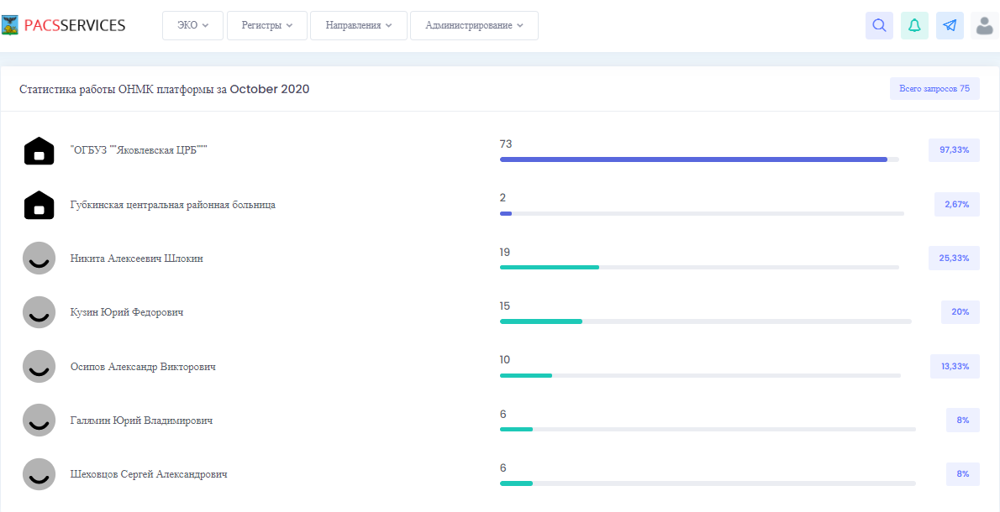 PACSSERVICES ЭКО Регистры Направления Администрирование
Статистика работы ОНМК платформы за October 2020 Всего запросов 75
73
"ОГБУЗ ""Яковлевская ЦРБ""" 97,33%
2
Губкинская центральная районная больница 2,67%
19
Никита Алексеевич Шлокин 25,33%
15
Кузин Юрий Федорович 20%
10
Осипов Александр Викторович 13,33%
6
Галямин Юрий Владимирович 8%
6
Шеховцов Сергей Александрович 8%